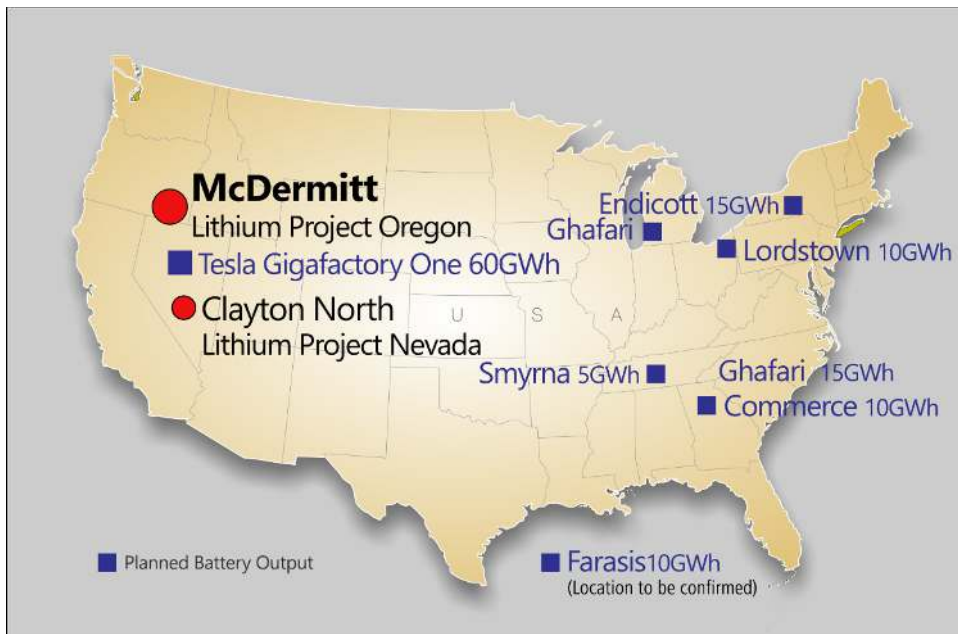 McDermitt
Lithium Project Oregon
Tesla Gigafactory One 60GWh
Clayton North
Lithium Project Nevada
Endicott 15GWh
Ghafari
Lordstown 10GWh
U S A
Smyrna 5GWh
Ghafari 15GWh
Commerce 10GWh
Planned Battery Output
Farasis10GWh
(Location to be confirmed)